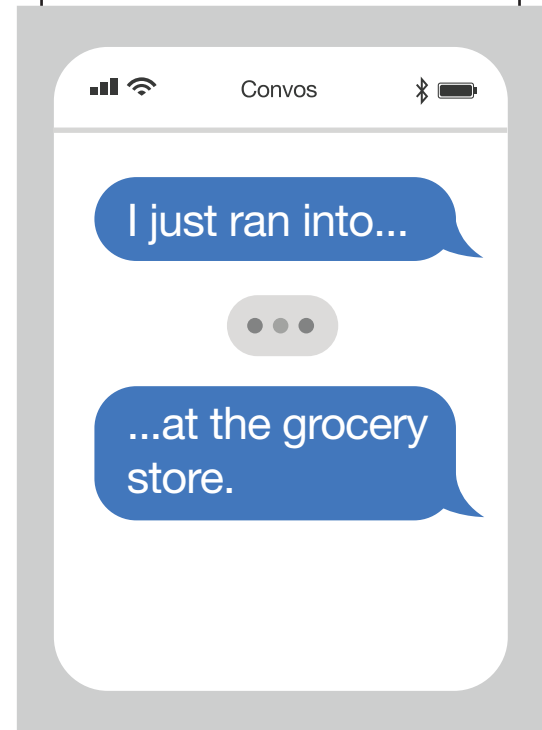 Convos
I just ran into...
...at the grocery
store.